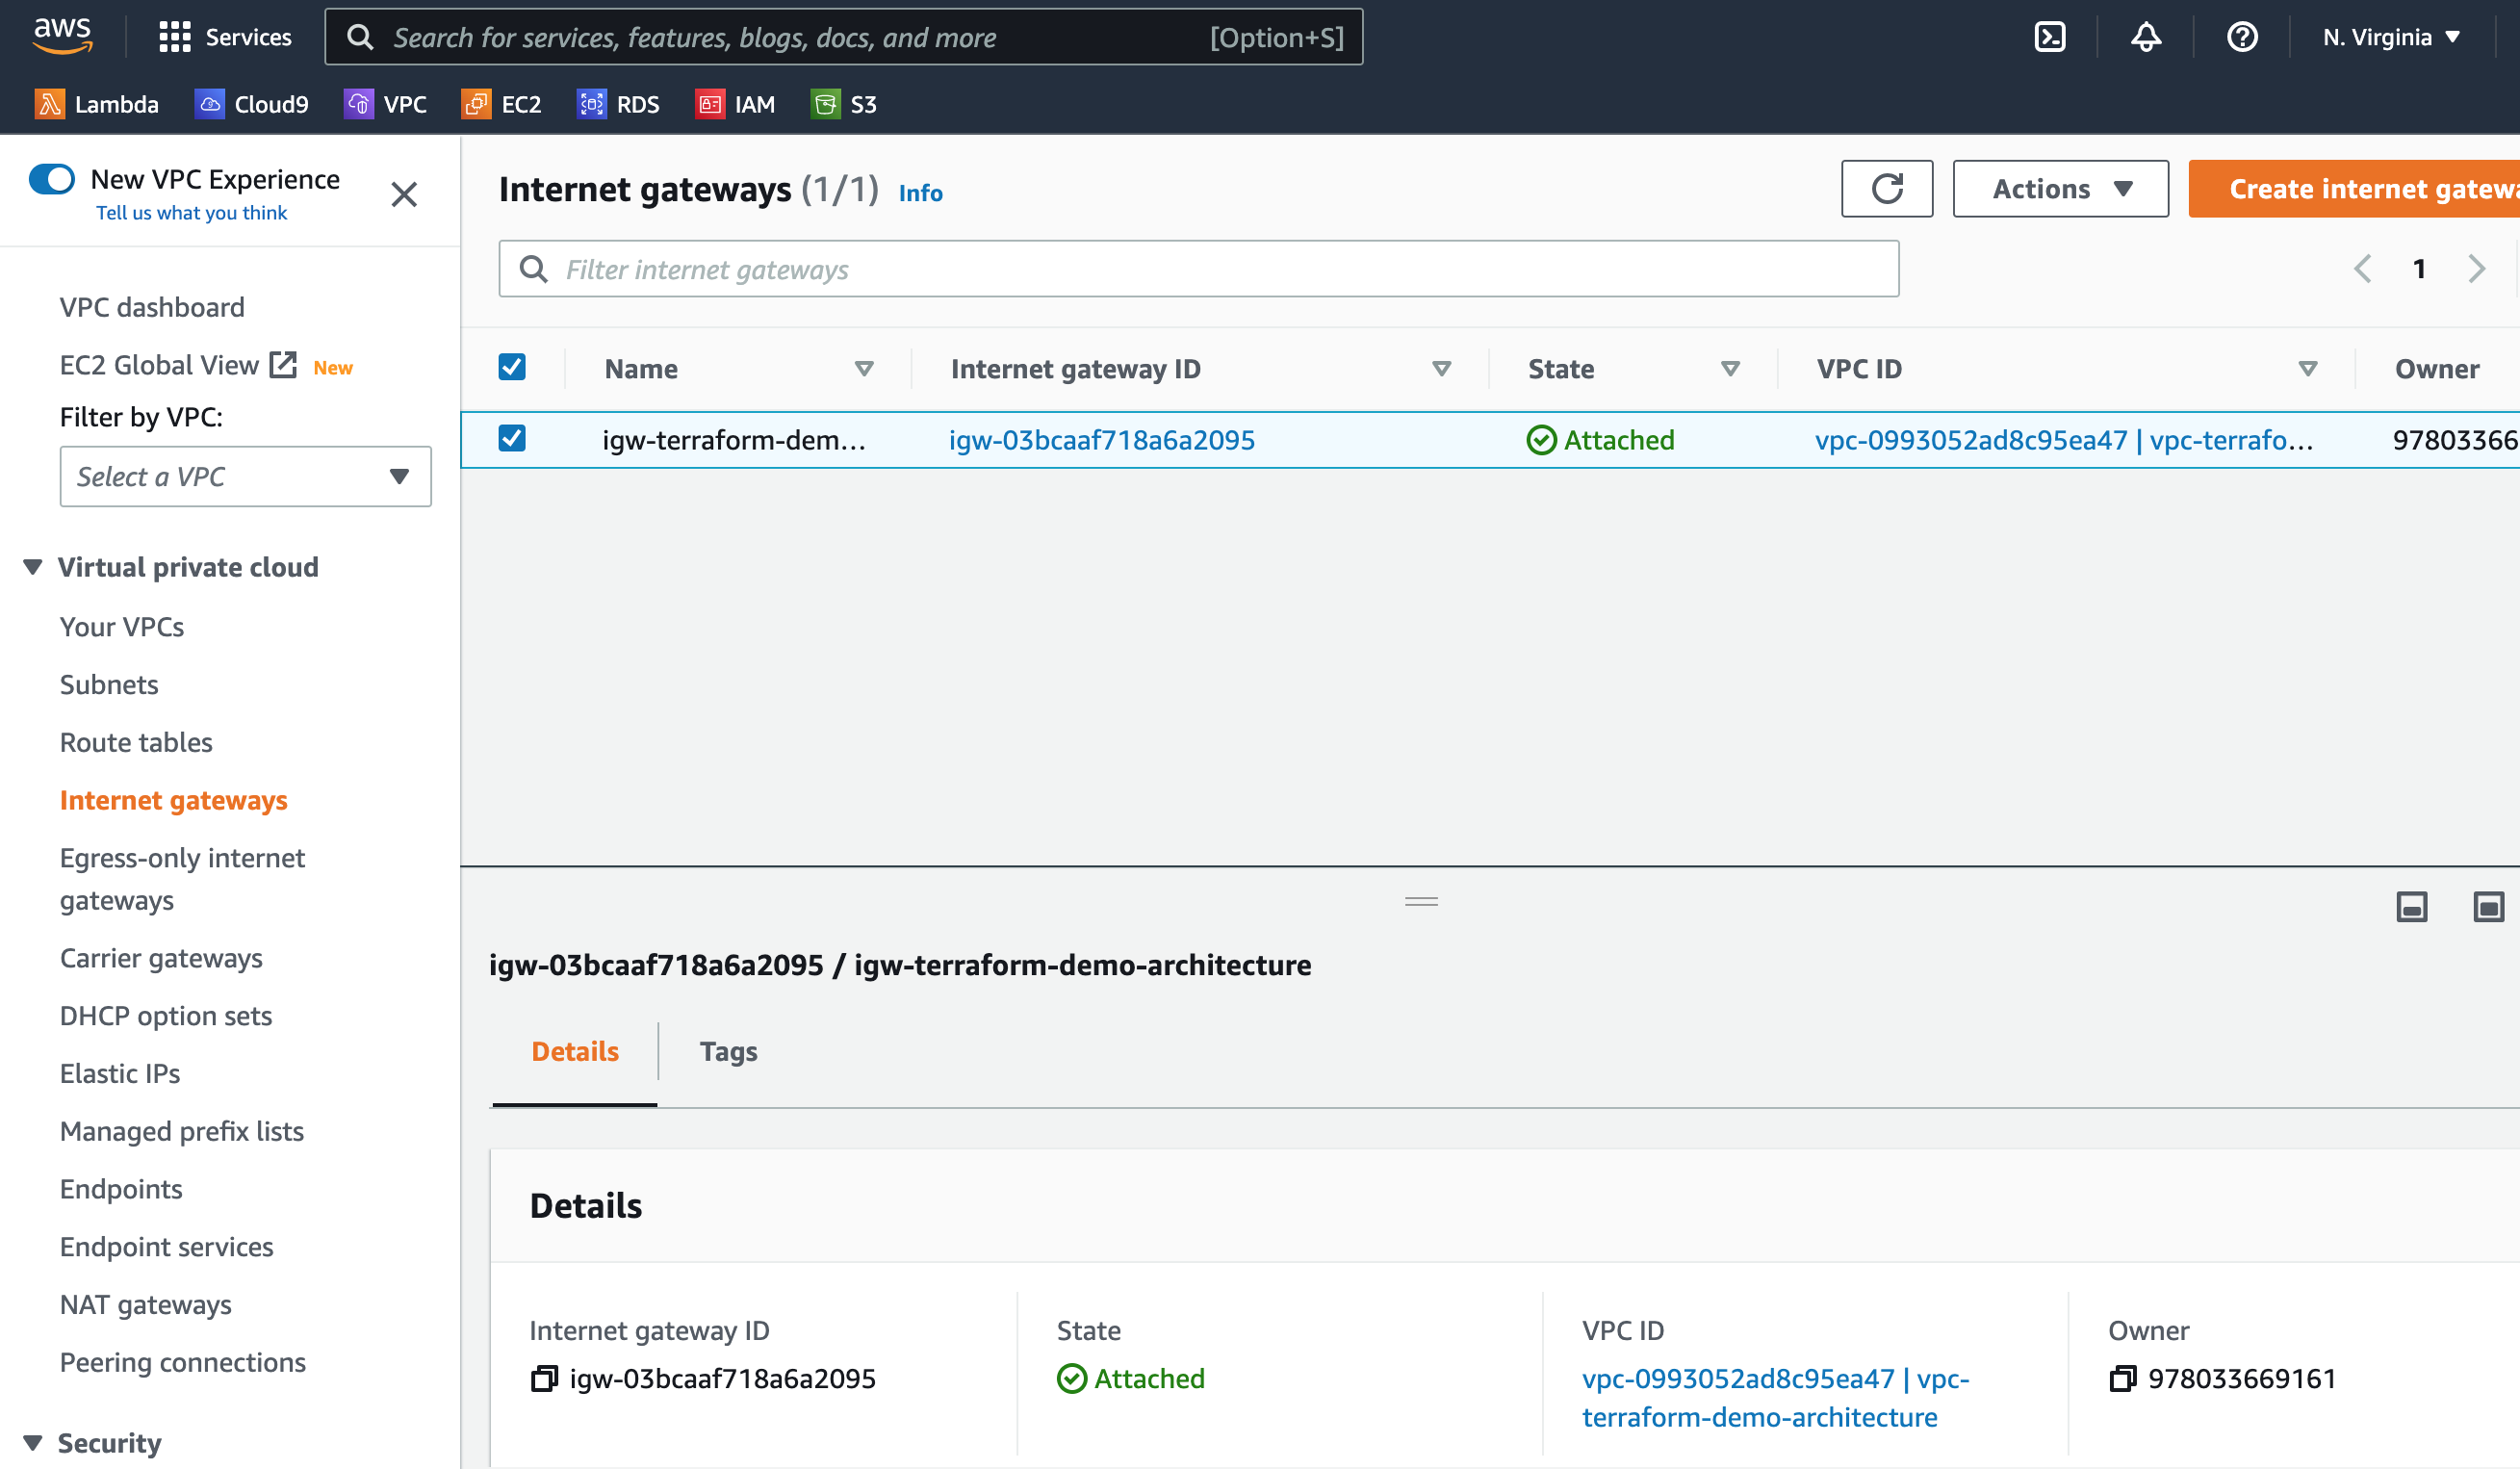 aws
Services
Search for services, features, blogs, docs, and more
[Option+S]
N. Virginia
Lambda
Cloud9
VPC
EC2
RDS
IAM
S3
New VPC Experience
Tell us what you think
VPC dashboard
EC2 Global View
New
Filter by VPC:
Select a VPC
Virtual private cloud
Your VPCs
Subnets
Route tables
Internet gateways
Egress-only internet
gateways
Carrier gateways
DHCP option sets
Elastic IPs
Managed prefix lists
Endpoints
Endpoint services
NAT gateways
Peering connections
Security
Internet gateways (1/1) Info
Actions
Create internet gatewa
Filter internet gateways
1
Name
Internet gateway ID
State
VPC ID
Owner
igw-terraform-dem...
igw-03bcaaf718a6a2095
Attached
vpc-0993052ad8c95ea47 | vpc-terrafo...
97803366
igw-03bcaaf718a6a2095 / igw-terraform-demo-architecture
Details
Tags
Details
Internet gateway ID
igw-03bcaaf718a6a2095
State
Attached
VPC ID
vpc-0993052ad8c95ea47 | vpc-
terraform-demo-architecture
Owner
978033669161